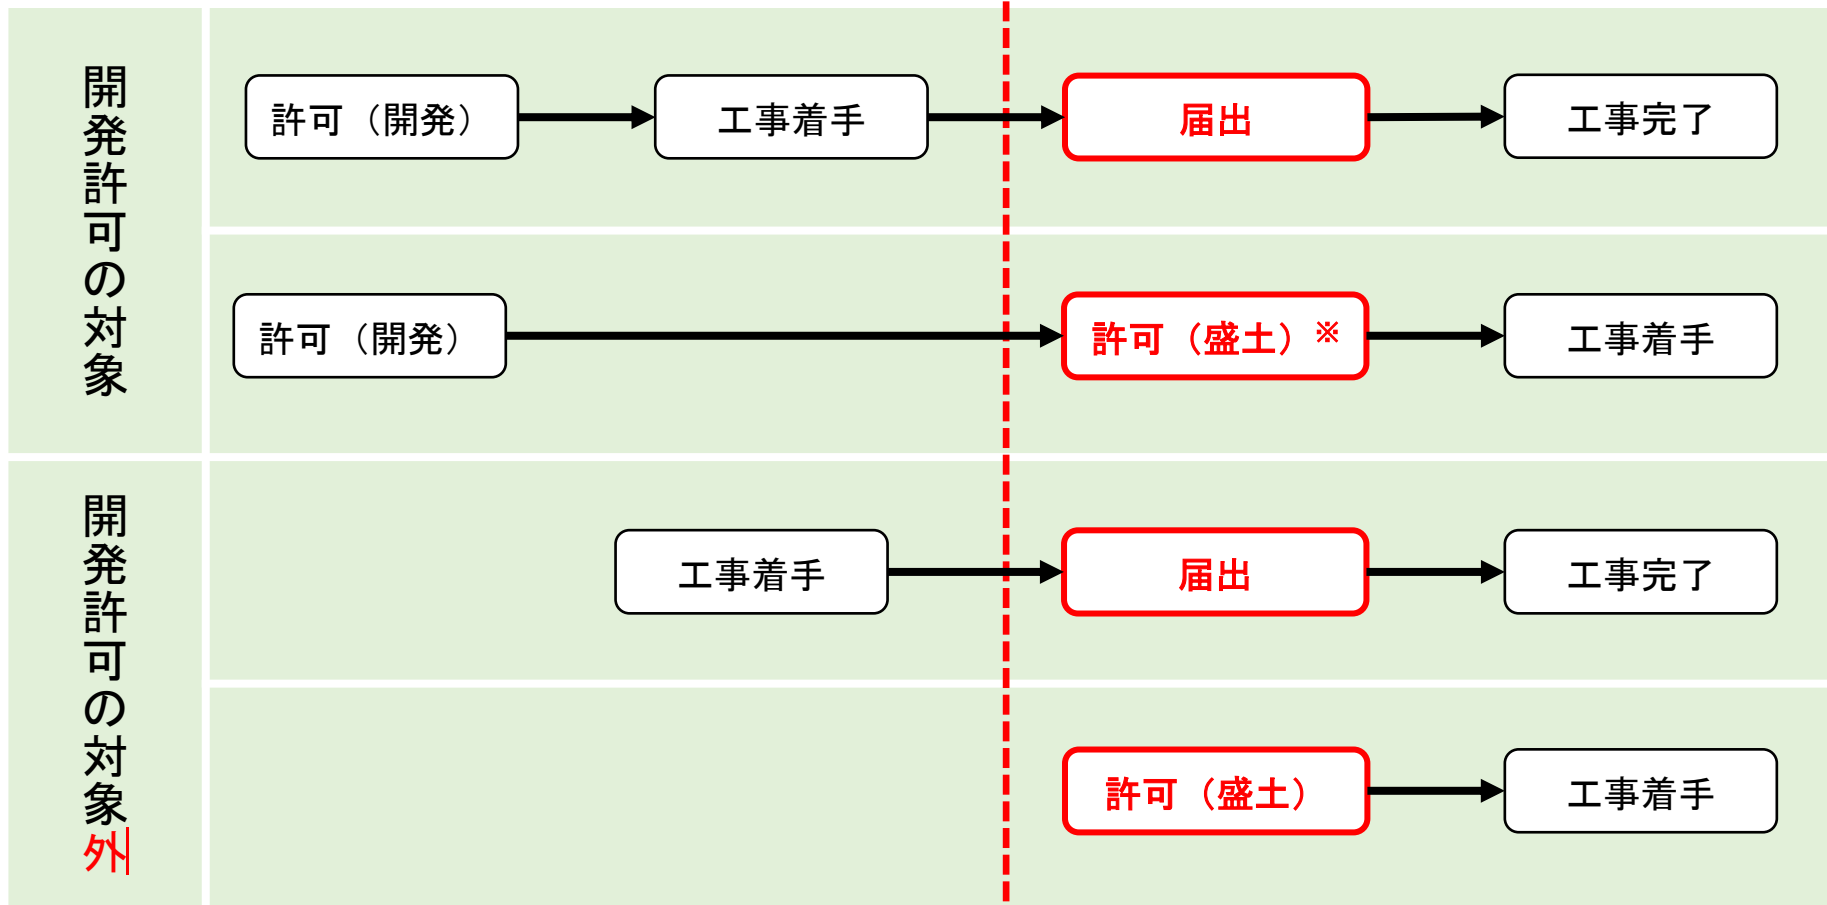 開発許可の対象
許可（開発）
工事着手
届出
工事完了
許可（開発）
許可（盛土）※
工事着手
開発許可の対象外
工事着手
届出
工事完了
許可（盛土）
工事着手